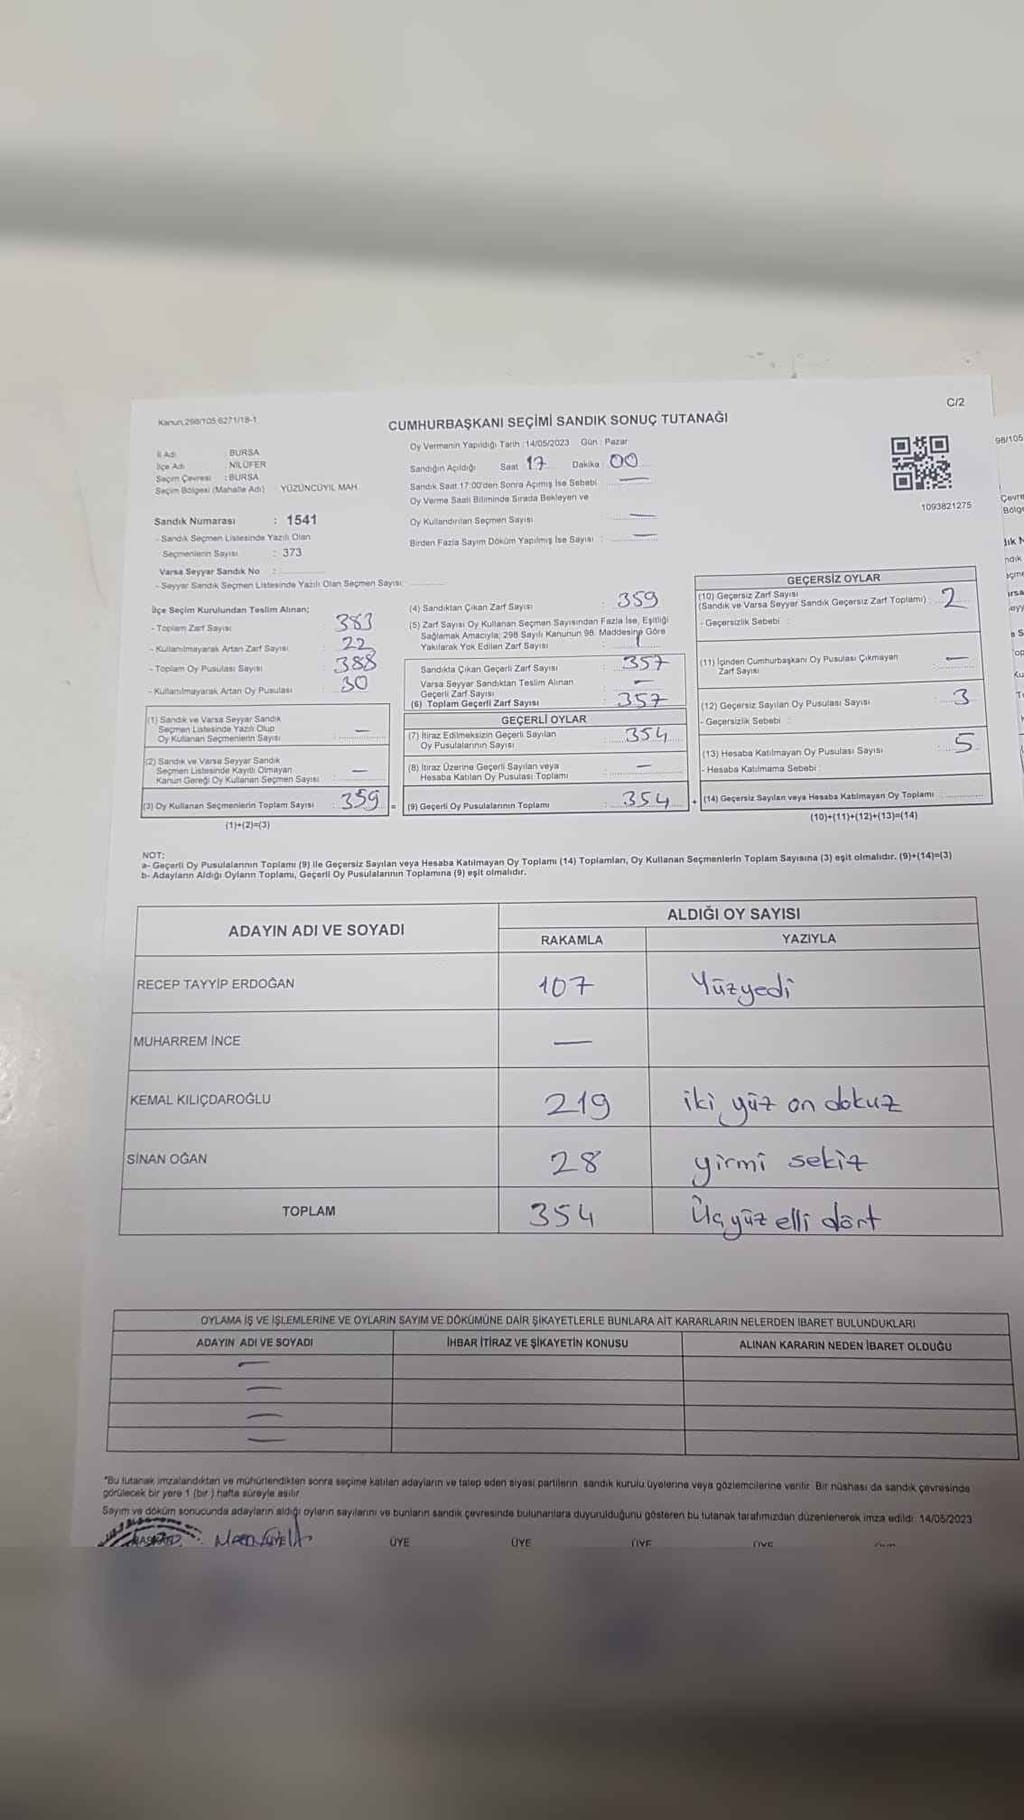 Kanun,298/105,6271/18-1
C/2
CUMHURBAŞKANI SEÇİMİ SANDIK SONUÇ TUTANAĞI
İl Adı : BURSA
İlçe Adı : NİLÜFER
Seçim Çevresi : BURSA
Seçim Bölgesi (Mahalle Adı) YÜZÜNCÜYIL MAH.
Sandık Numarası : 1541
- Sandık Seçmen Listesinde Yazılı Olan
Seçmenlerin Sayısı : 373
Varsa Seyyar Sandık No :
- Seyyar Sandık Seçmen Listesinde Yazılı Olan Seçmen Sayısı:
Oy Vermenin Yapıldığı Tarih : 14/05/2023 Gün : Pazar
Sandığın Açıldığı Saat 17 Dakika 00
Sandık Saat 17:00'den Sonra Açımış İse Sebebi : —
Oy Verme Saati Bitiminde Sırada Bekleyen ve
Oy Kullandırılan Seçmen Sayısı : —
Birden Fazla Sayım Döküm Yapılmış İse Sayısı : —
1093821275
İlçe Seçim Kurulundan Teslim Alınan;
- Toplam Zarf Sayısı : 383
- Kullanılmayarak Artan Zarf Sayısı : 22
- Toplam Oy Pusulası Sayısı : 388
- Kullanılmayarak Artan Oy Pusulası : 30
(1) Sandık ve Varsa Seyyar Sandık
Seçmen Listesinde Yazılı Olup
Oy Kullanan Seçmenlerin Sayısı : —
(2) Sandık ve Varsa Seyyar Sandık
Seçmen Listesinde Kayıtlı Olmayan
Kanun Gereği Oy Kullanan Seçmen Sayısı : —
(3) Oy Kullanan Seçmenlerin Toplam Sayısı : 359 =
(1)+(2)=(3)
(4) Sandıktan Çıkan Zarf Sayısı : 359
(5) Zarf Sayısı Oy Kullanan Seçmen Sayısından Fazla İse, Eşitliği
Sağlamak Amacıyla; 298 Sayılı Kanunun 98. Maddesine Göre
Yakılarak Yok Edilen Zarf Sayısı :
Sandıkta Çıkan Geçerli Zarf Sayısı : 357
Varsa Seyyar Sandıktan Teslim Alınan
Geçerli Zarf Sayısı : —
(6) Toplam Geçerli Zarf Sayısı : 357
GEÇERLİ OYLAR
(7) İtiraz Edilmeksizin Geçerli Sayılan
Oy Pusulalarının Sayısı : 354
(8) İtiraz Üzerine Geçerli Sayılan veya
Hesaba Katılan Oy Pusulası Toplamı : —
(9) Geçerli Oy Pusulalarının Toplamı : 354 +
GEÇERSİZ OYLAR
(10) Geçersiz Zarf Sayısı
(Sandık ve Varsa Seyyar Sandık Geçersiz Zarf Toplamı) : 2
- Geçersizlik Sebebi :
(11) İçinden Cumhurbaşkanı Oy Pusulası Çıkmayan
Zarf Sayısı : —
(12) Geçersiz Sayılan Oy Pusulası Sayısı : 3
- Geçersizlik Sebebi :
(13) Hesaba Katılmayan Oy Pusulası Sayısı : 5
- Hesaba Katılmama Sebebi :
(14) Geçersiz Sayılan veya Hesaba Katılmayan Oy Toplamı
(10)+(11)+(12)+(13)=(14)
NOT:
a- Geçerli Oy Pusulalarının Toplamı (9) ile Geçersiz Sayılan veya Hesaba Katılmayan Oy Toplamı (14) Toplamları, Oy Kullanan Seçmenlerin Toplam Sayısına (3) eşit olmalıdır. (9)+(14)=(3)
b- Adayların Aldığı Oyların Toplamı, Geçerli Oy Pusulalarının Toplamına (9) eşit olmalıdır.
ADAYIN ADI VE SOYADI
ALDIĞI OY SAYISI
RAKAMLA YAZIYLA
RECEP TAYYİP ERDOĞAN 107 Yüzyedi
MUHARREM İNCE —
KEMAL KILIÇDAROĞLU 219 iki yüz on dokuz
SİNAN OĞAN 28 yirmi sekiz
TOPLAM 354 Üçyüz elli dört
OYLAMA İŞ VE İŞLEMLERİNE VE OYLARIN SAYIM VE DÖKÜMÜNE DAİR ŞİKAYETLERLE BUNLARA AİT KARARLARIN NELERDEN İBARET BULUNDUKLARI
ADAYIN ADI VE SOYADI İHBAR İTİRAZ VE ŞİKAYETİN KONUSU ALINAN KARARIN NEDEN İBARET OLDUĞU
—
—
—
—
*Bu tutanak imzalandıktan ve mühürlendikten sonra seçime katılan adayların ve talep eden siyasi partilerin sandık kurulu üyelerine veya gözlemcilerine verilir. Bir nüshası da sandık çevresinde
görülecek bir yere 1 (bir ) hafta süreyle asılır.
Sayım ve döküm sonucunda adayların aldığı oyların sayılarını ve bunların sandık çevresinde bulunanlara duyurulduğunu gösteren bu tutanak tarafımızdan düzenlenerek imza edildi. 14/05/2023
ÜYE ÜYE ÜYE ÜYE
98/105